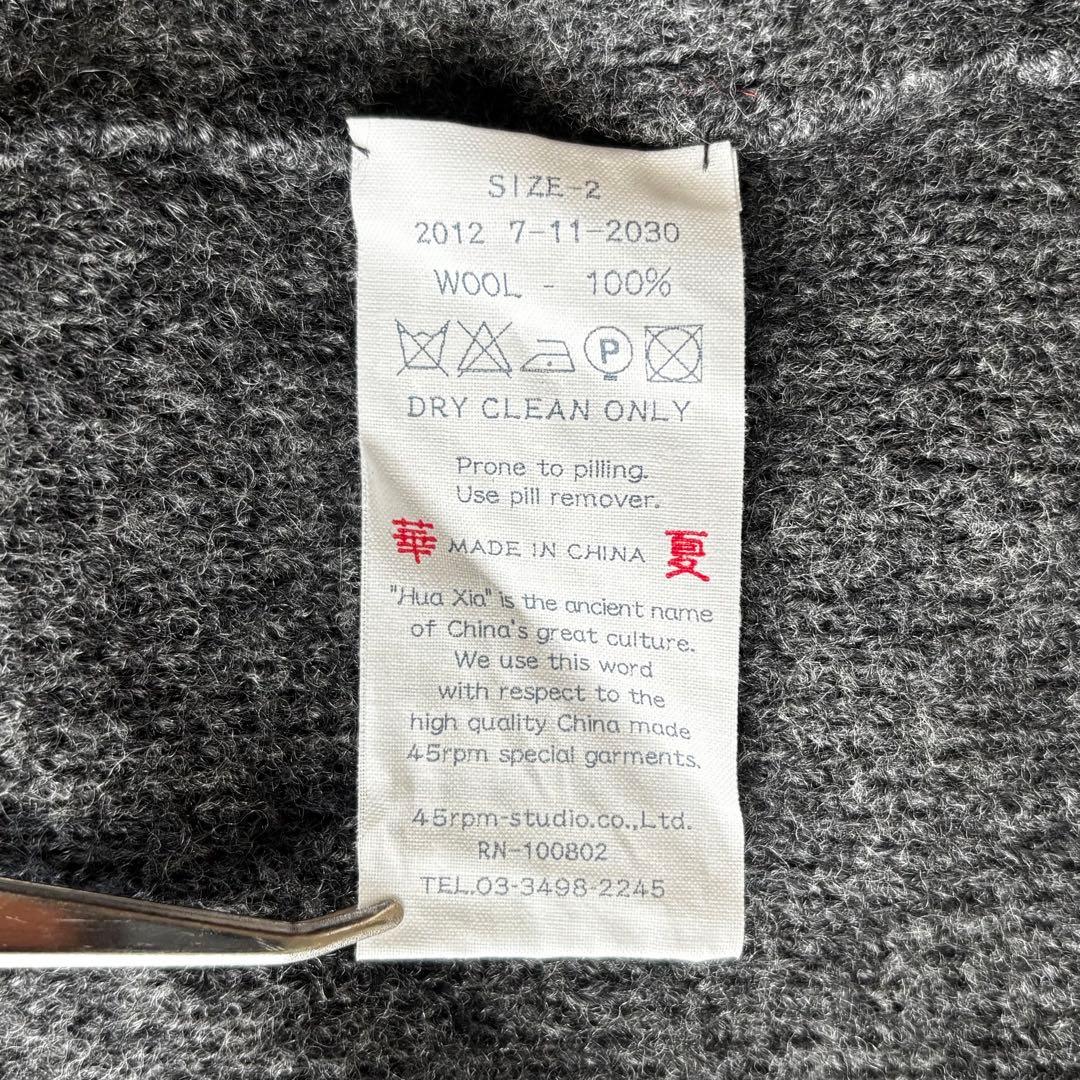 SIZE-2
2012 7-11-2030
WOOL - 100%
P
DRY CLEAN ONLY
Prone to pilling.
Use pill remover.
華 MADE IN CHINA 夏
"Hua Xia" is the ancient name
of China's great culture.
We use this word
with respect to the
high quality China made
45rpm special garments.
45rpm-studio.co.,Ltd.
RN-100802
TEL.03-3498-2245